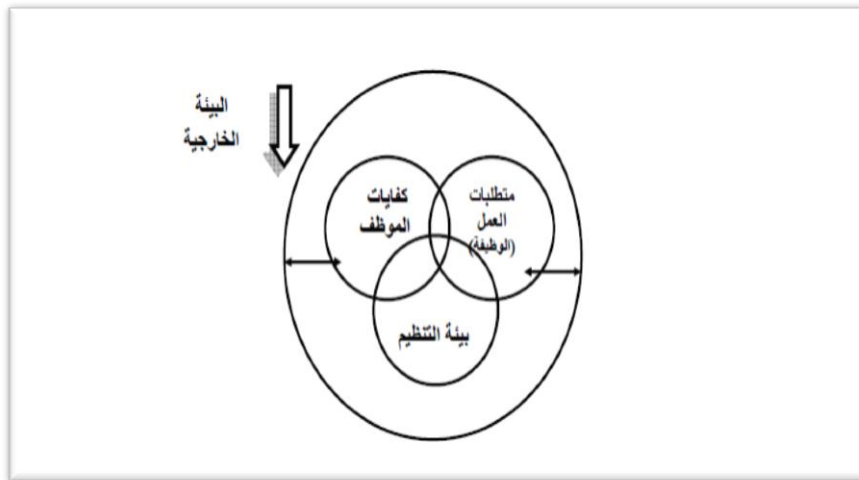 البيئة
الخارجية
متطلبات
العمل
(الوظيفة)
كفايات
الموظف
بيئة التنظيم